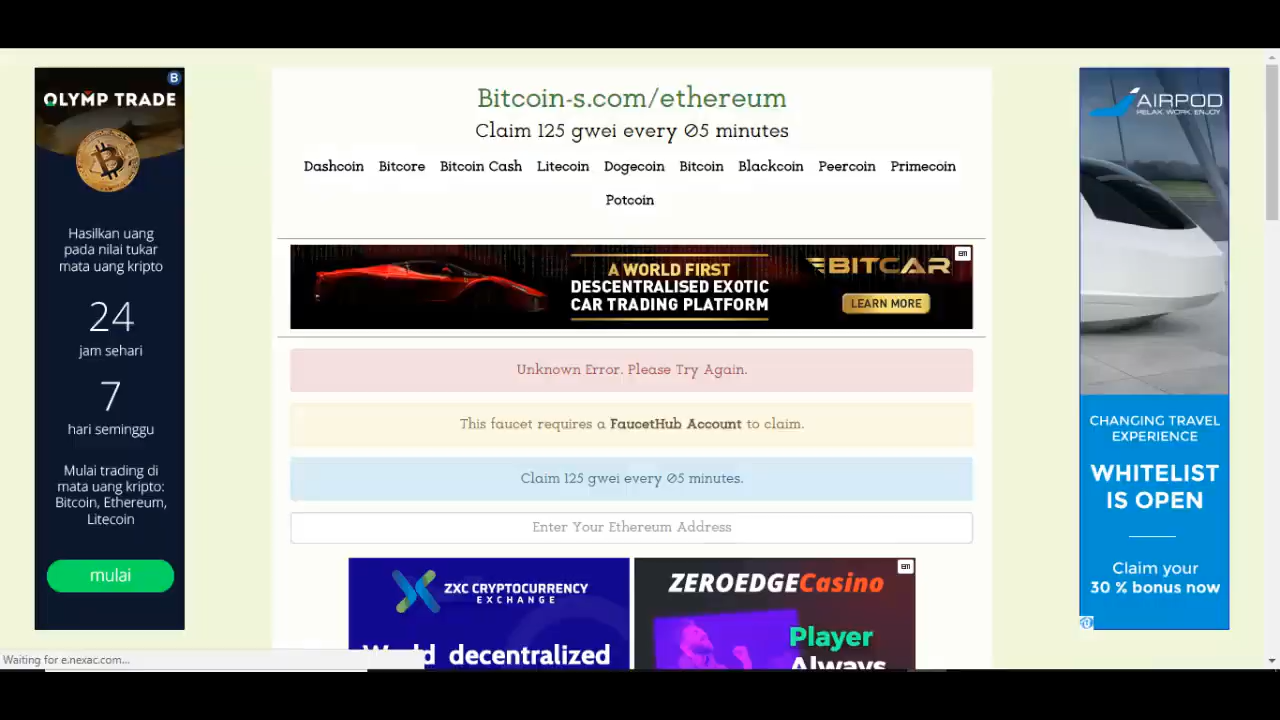 OLYMP TRADE
B
Hasilkan uang
pada nilai tukar
mata uang kripto
24
jam sehari
7
hari seminggu
Mulai trading di
mata uang kripto:
Bitcoin, Ethereum,
Litecoin
mulai
Bitcoin-s.com/ethereum
Claim 125 gwei every 05 minutes
Dashcoin Bitcore Bitcoin Cash Litecoin Dogecoin Bitcoin Blackcoin Peercoin Primecoin
Potcoin
A WORLD FIRST
DESCENTRALISED EXOTIC
CAR TRADING PLATFORM
BITCAR
LEARN MORE
Unknown Error. Please Try Again.
This faucet requires a FaucetHub Account to claim.
Claim 125 gwei every 05 minutes.
Enter Your Ethereum Address
ZXC CRYPTOCURRENCY
EXCHANGE
World decentralized
ZEROEDGECasino
Player
Always
AIRPOD
RELAX. WORK. ENJOY
CHANGING TRAVEL
EXPERIENCE
WHITELIST
IS OPEN
Claim your
30 % bonus now
Waiting for e.nexac.com...